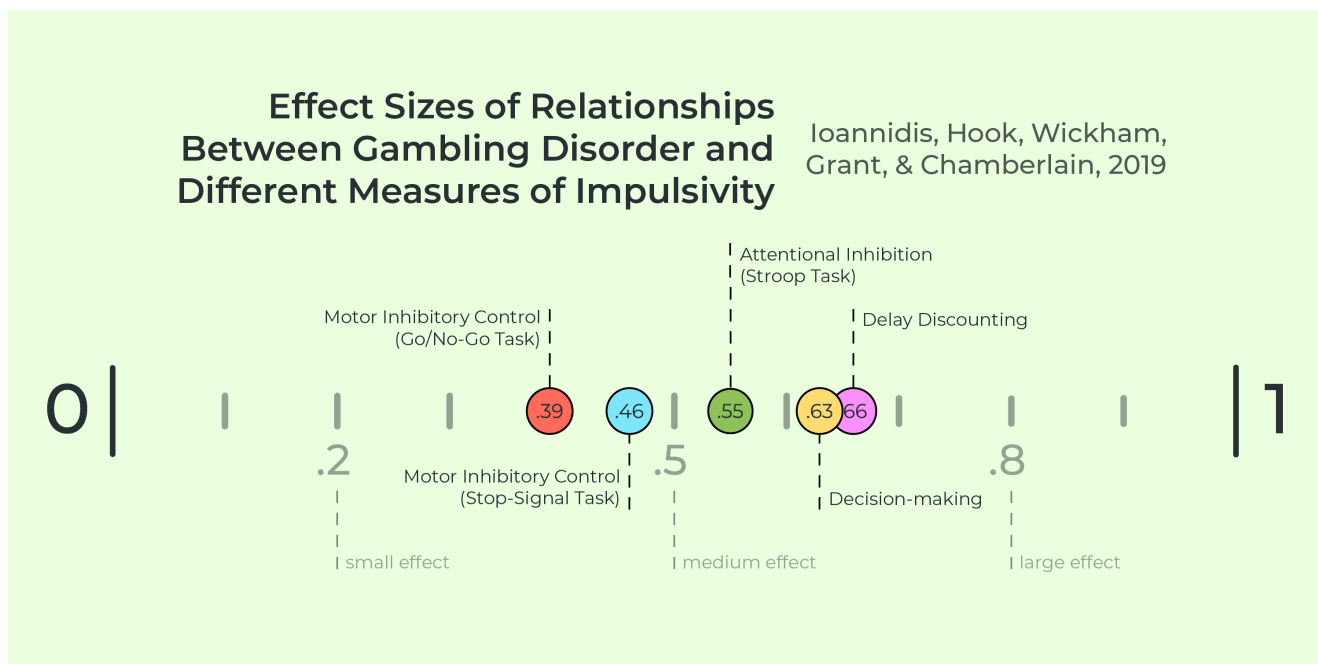 Effect Sizes of Relationships
Between Gambling Disorder and
Different Measures of Impulsivity
Ioannidis, Hook, Wickham,
Grant, & Chamberlain, 2019
Attentional Inhibition
(Stroop Task)
Motor Inhibitory Control
(Go/No-Go Task)
Delay Discounting
0
.39
.46
.55
.63
66
1
.2
.5
.8
Motor Inhibitory Control
(Stop-Signal Task)
Decision-making
small effect
medium effect
large effect